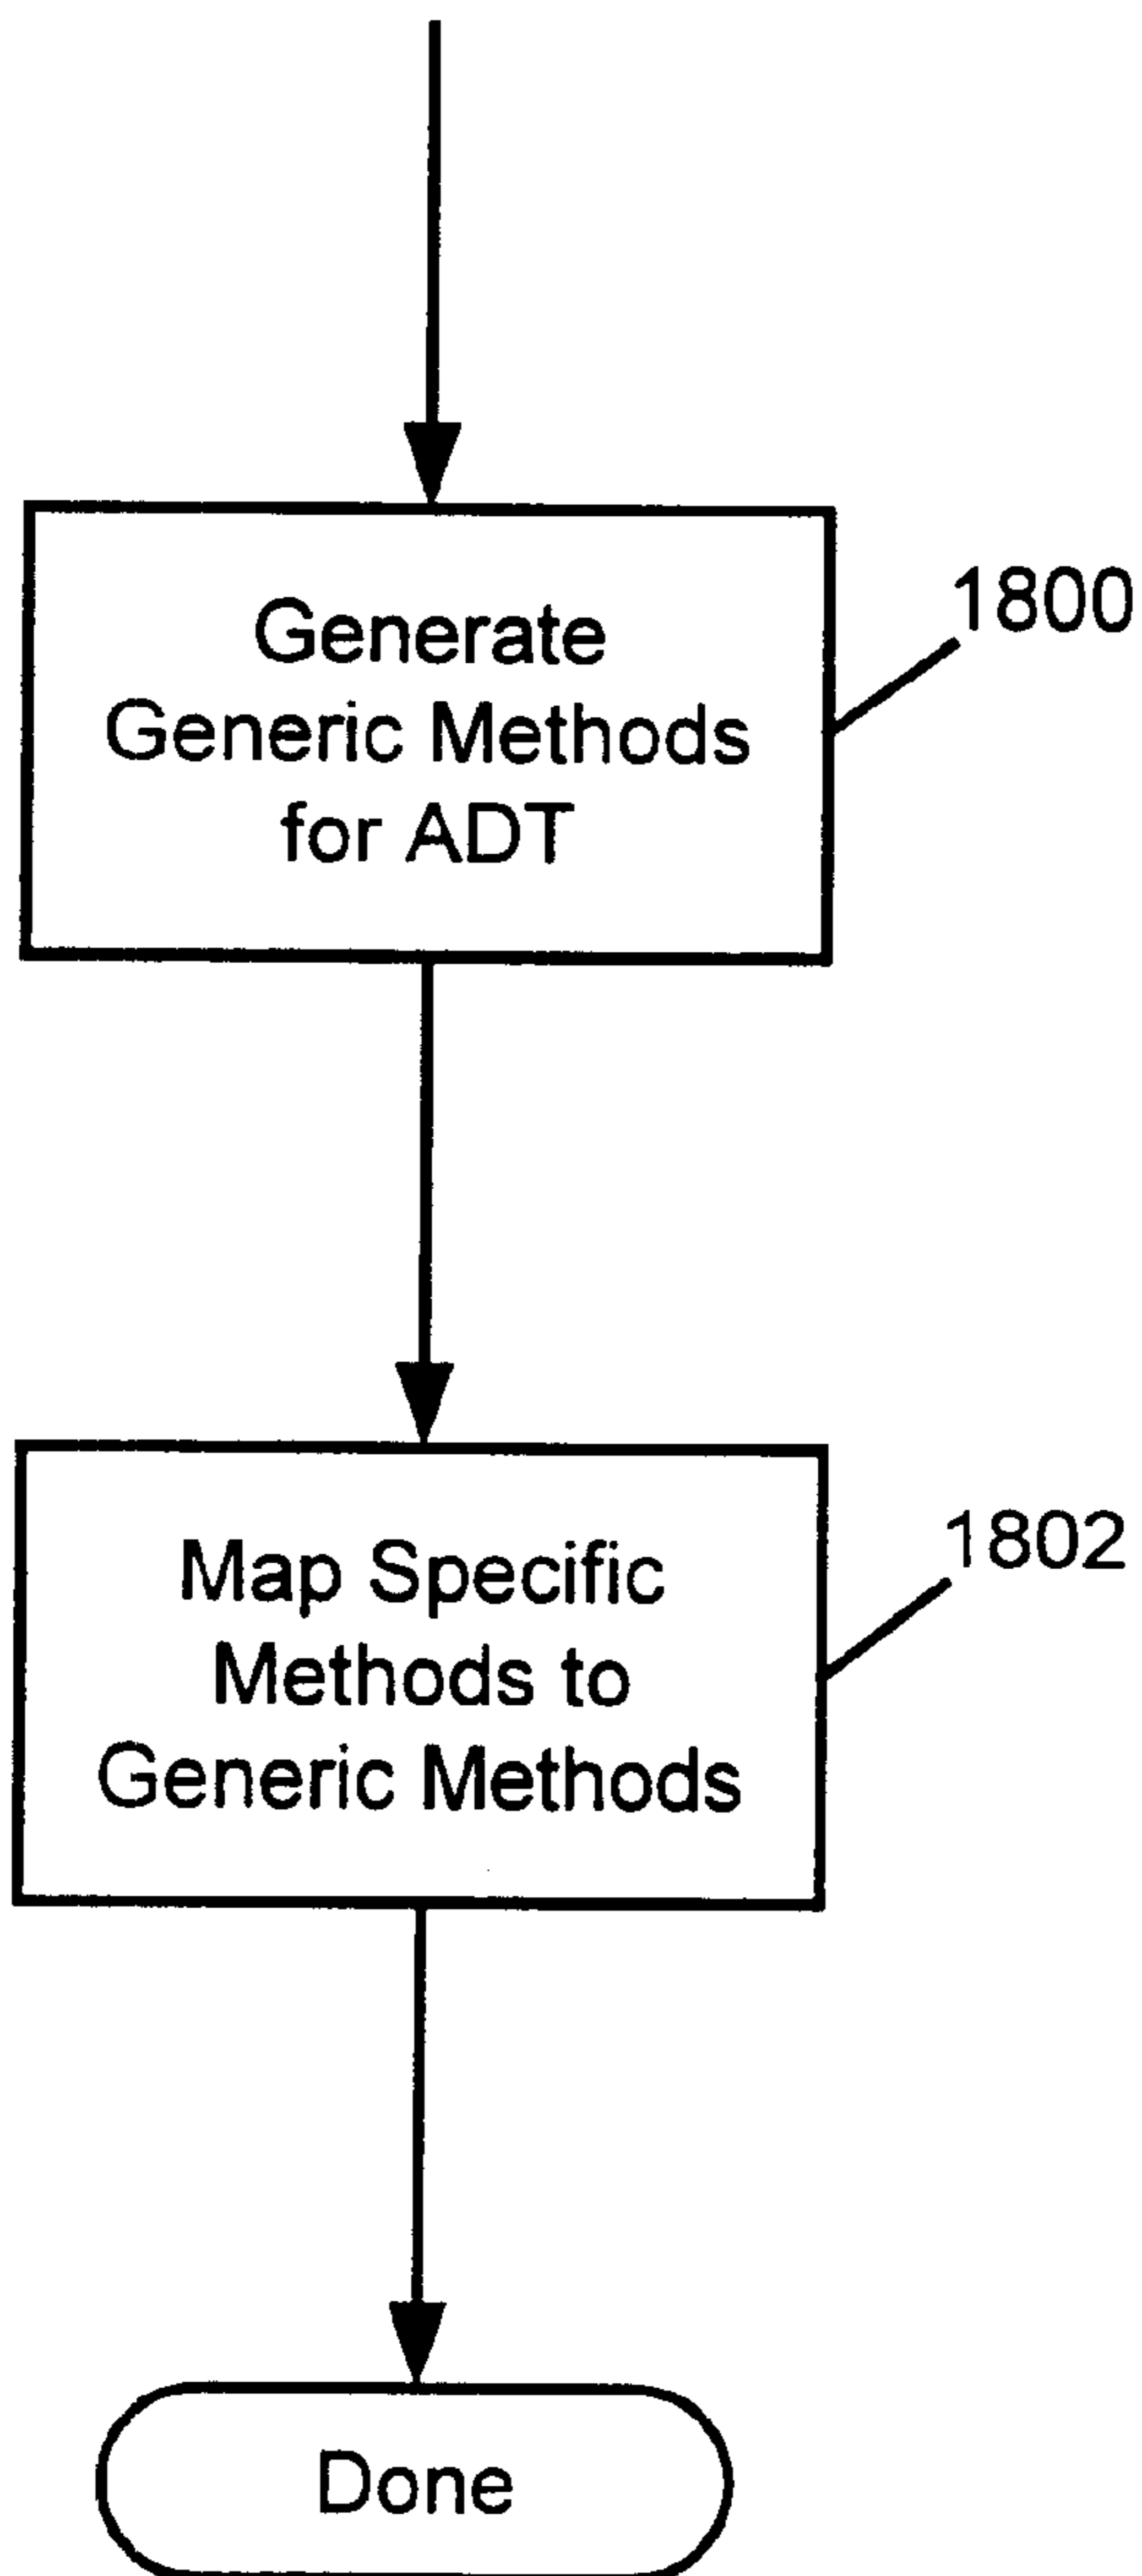 Generate
Generic Methods
for ADT
1800
Map Specific
Methods to
Generic Methods
1802
Done